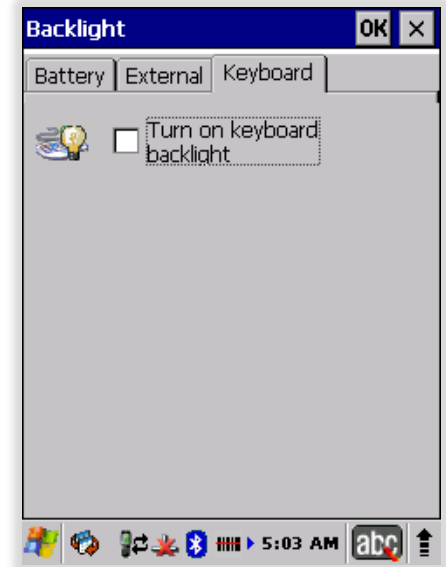 Backlight OK
Battery External Keyboard
Turn on keyboard
backlight
5:03 AM abc